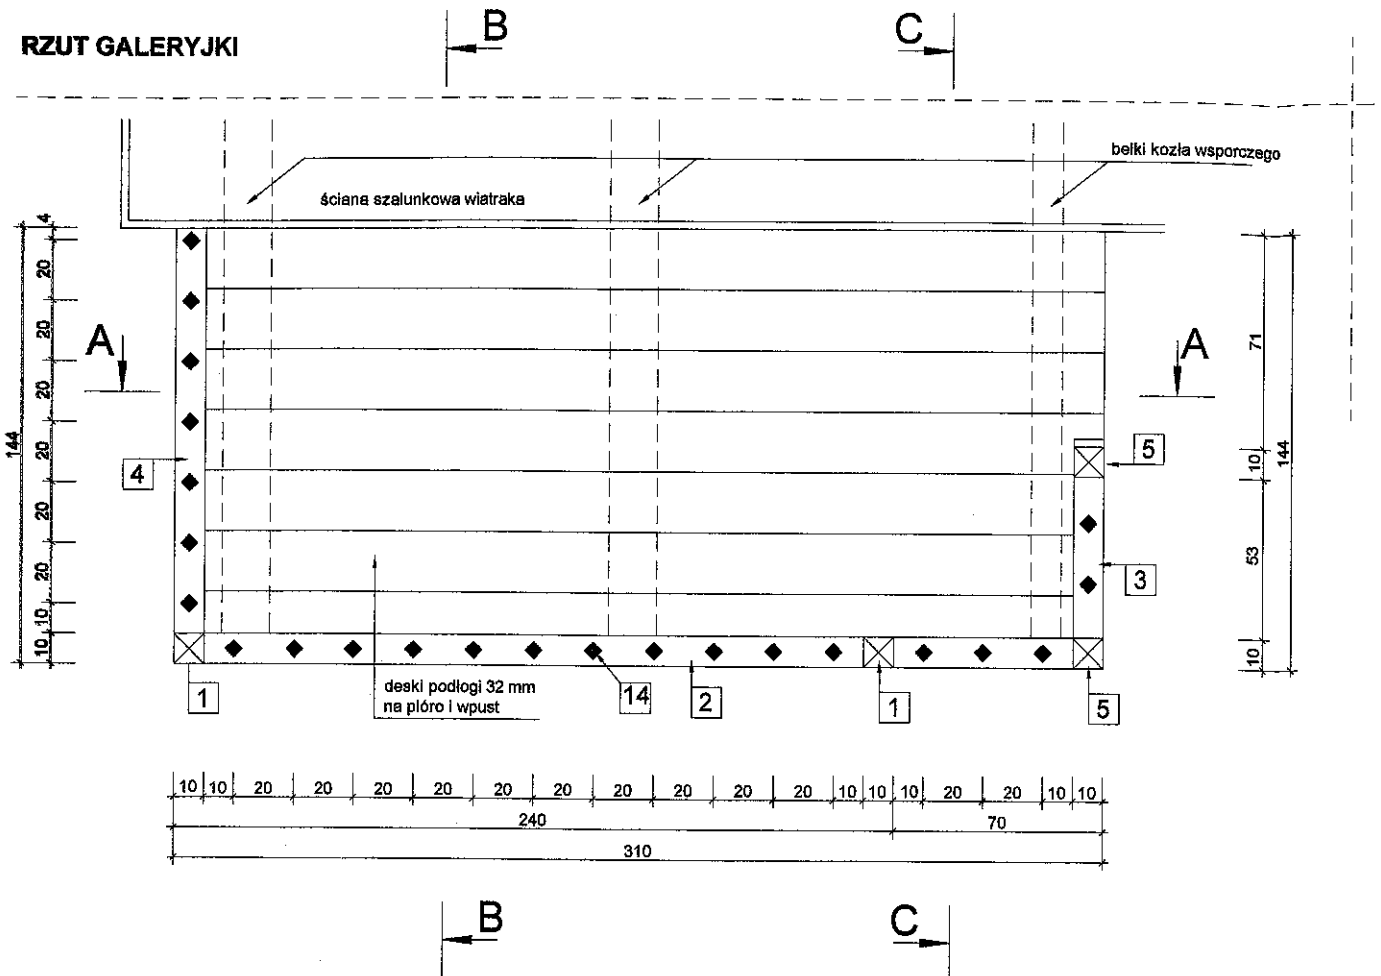 RZUT GALERYJKI
B
C
belki kozła wsporczego
ściana szalunkowa wiatraka
4
20
20
20
20
20
20
10
10
144
A
A
71
10
53
10
144
4
5
3
1
deski podłogi 32 mm
na pióro i wpust
14
2
1
5
10 10 20 20 20 20 20 20 20 20 20 20 10 10 10 20 20 10 10
240 70
310
B
C